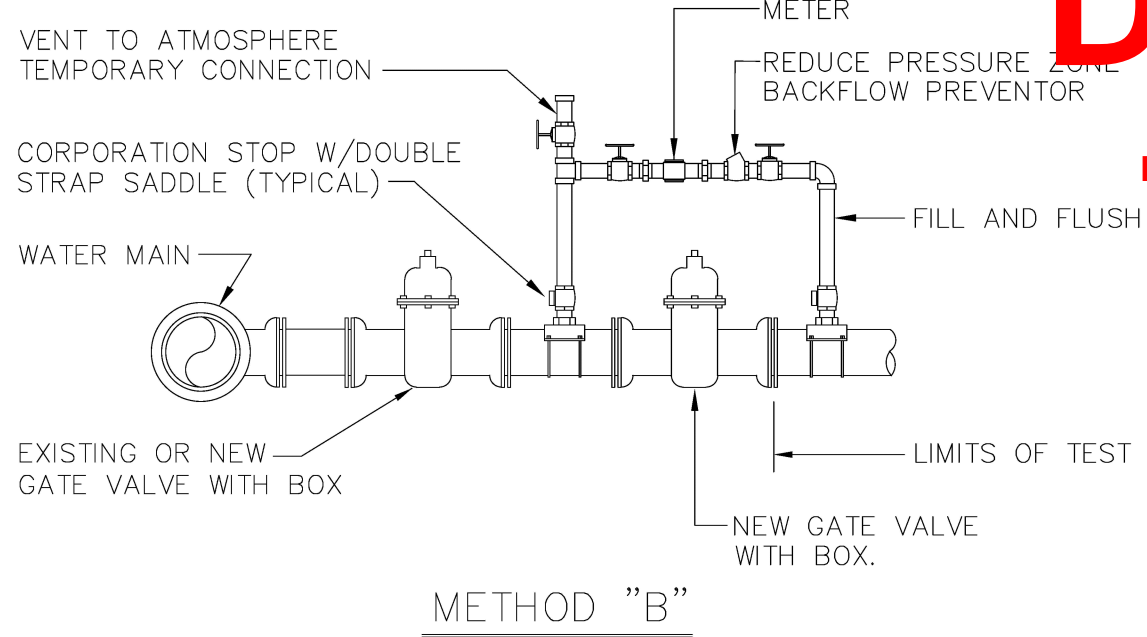 METER
VENT TO ATMOSPHERE
TEMPORARY CONNECTION
REDUCE PRESSURE ZONE
BACKFLOW PREVENTOR
CORPORATION STOP W/DOUBLE
STRAP SADDLE (TYPICAL)
FILL AND FLUSH
WATER MAIN
EXISTING OR NEW
GATE VALVE WITH BOX
LIMITS OF TEST
NEW GATE VALVE
WITH BOX.
METHOD "B"